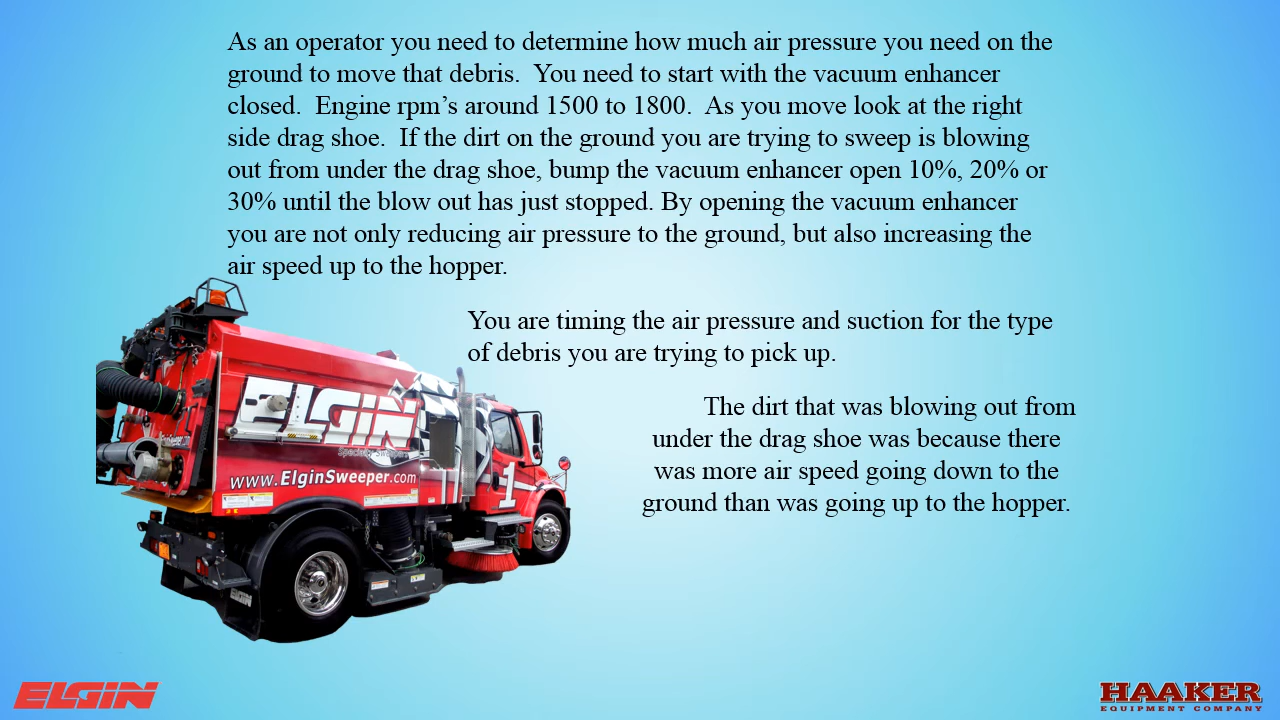 As an operator you need to determine how much air pressure you need on the
ground to move that debris.  You need to start with the vacuum enhancer
closed.  Engine rpm’s around 1500 to 1800.  As you move look at the right
side drag shoe.  If the dirt on the ground you are trying to sweep is blowing
out from under the drag shoe, bump the vacuum enhancer open 10%, 20% or
30% until the blow out has just stopped. By opening the vacuum enhancer
you are not only reducing air pressure to the ground, but also increasing the
air speed up to the hopper.
You are timing the air pressure and suction for the type
of debris you are trying to pick up.
The dirt that was blowing out from
under the drag shoe was because there
was more air speed going down to the
ground than was going up to the hopper.
ELGIN
www.ElginSweeper.com
1
ELGIN
ELGIN
HAAKER
EQUIPMENT COMPANY